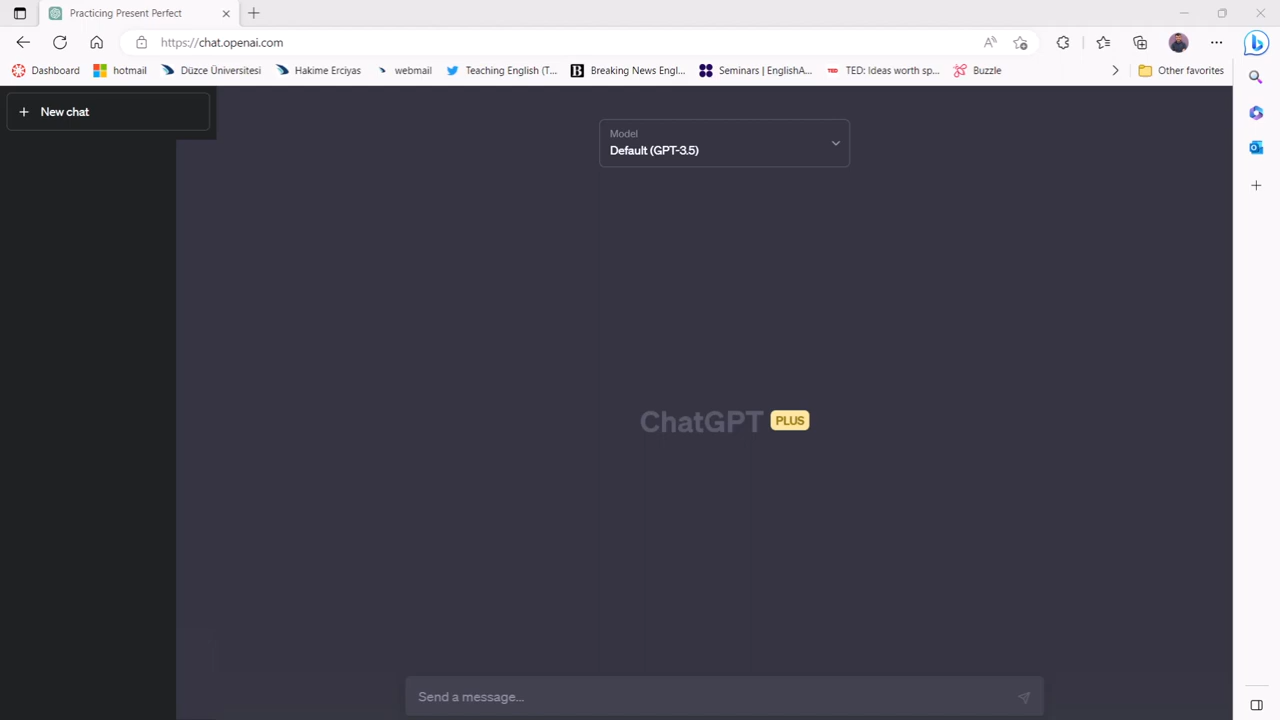 Practicing Present Perfect
https://chat.openai.com
Dashboard hotmail Düzce Üniversitesi Hakime Erciyas webmail Teaching English (T... Breaking News Engl... Seminars | EnglishA... TED: Ideas worth sp... Buzzle Other favorites
New chat
Model
Default (GPT-3.5)
ChatGPT PLUS
Send a message...